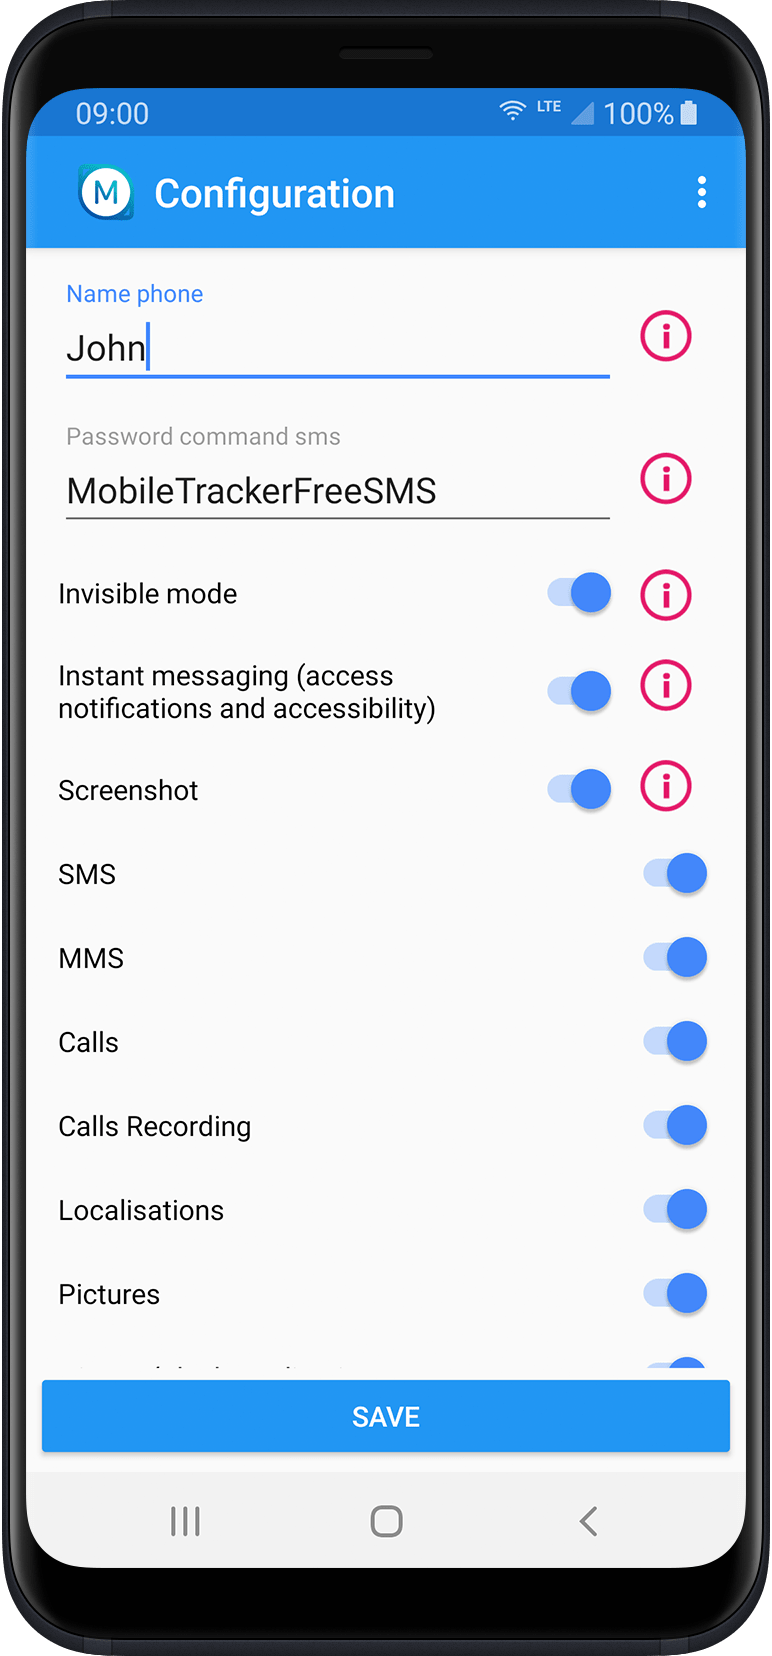 09:00 LTE 100%
M Configuration
Name phone
John
Password command sms
MobileTrackerFreeSMS
Invisible mode
Instant messaging (access
notifications and accessibility)
Screenshot
SMS
MMS
Calls
Calls Recording
Localisations
Pictures
SAVE